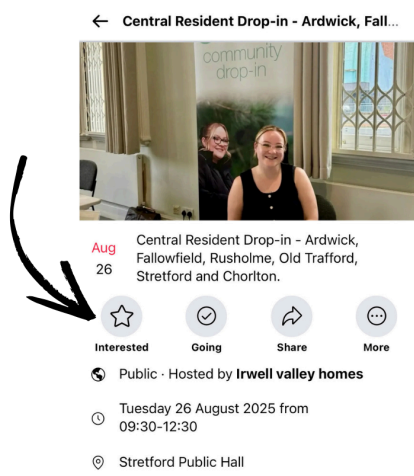 Central Resident Drop-in - Ardwick, Fall...
community
drop-in
Aug
26
Central Resident Drop-in - Ardwick,
Fallowfield, Rusholme, Old Trafford,
Stretford and Chorlton.
Interested
Going
Share
More
Public · Hosted by Irwell valley homes
Tuesday 26 August 2025 from
09:30-12:30
Stretford Public Hall